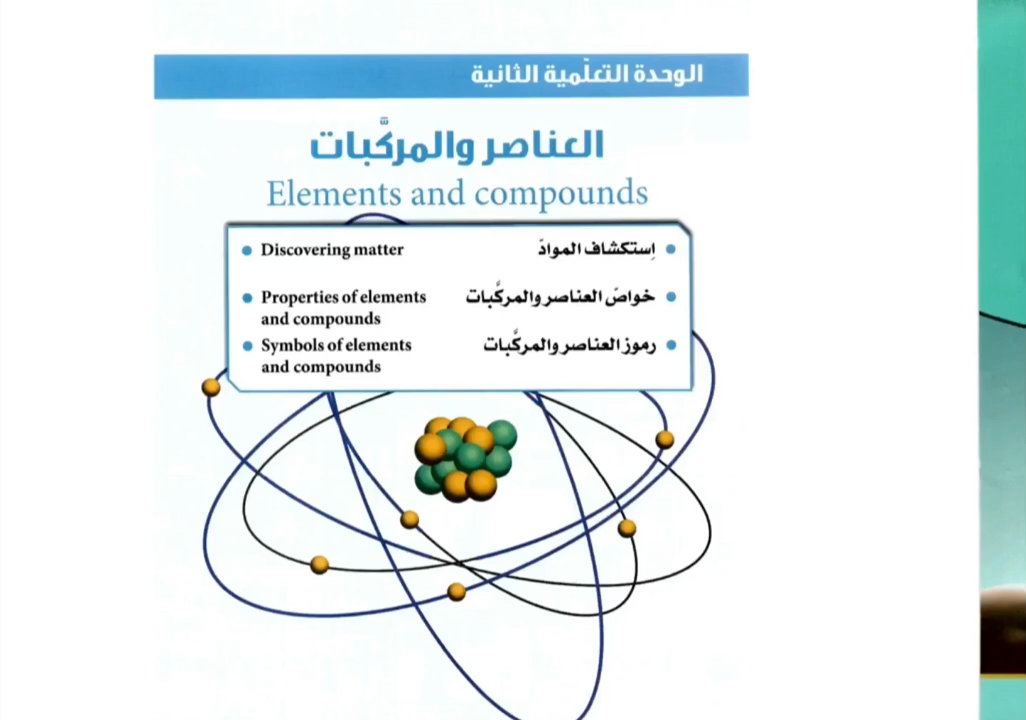 الوحدة التعلّمية الثانية
العناصر والمركَّبات
Elements and compounds
إستكشاف الموادّ
Discovering matter
خواصّ العناصر والمركَّبات
Properties of elements
and compounds
رموز العناصر والمركَّبات
Symbols of elements
and compounds